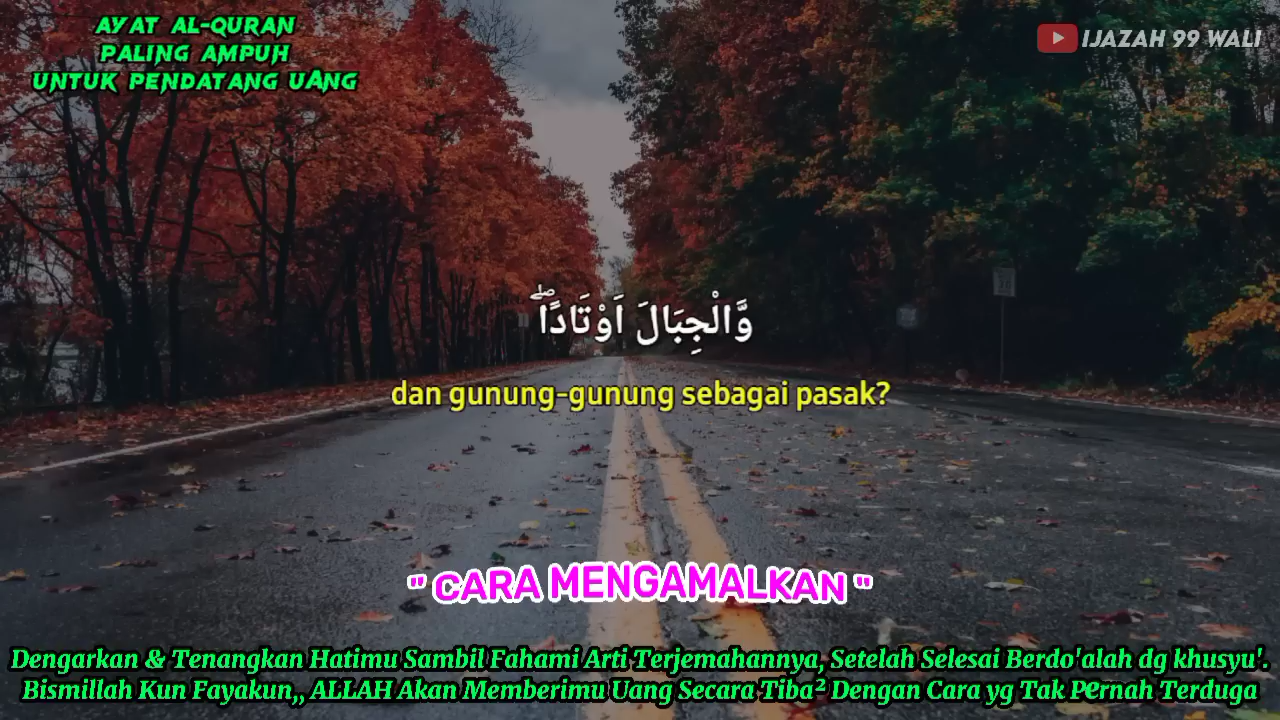 AYAT AL-QURAN
PALING AMPUH
UNTUK PENDATANG UANG
IJAZAH 99 WALI
وَّالْجِبَالَ اَوْتَادًاۖ
dan gunung-gunung sebagai pasak?
" CARA MENGAMALKAN "
Dengarkan & Tenangkan Hatimu Sambil Fahami Arti Terjemahannya, Setelah Selesai Berdo'alah dg khusyu'.
Bismillah Kun Fayakun,, ALLAH Akan Memberimu Uang Secara Tiba² Dengan Cara yg Tak Pernah Terduga